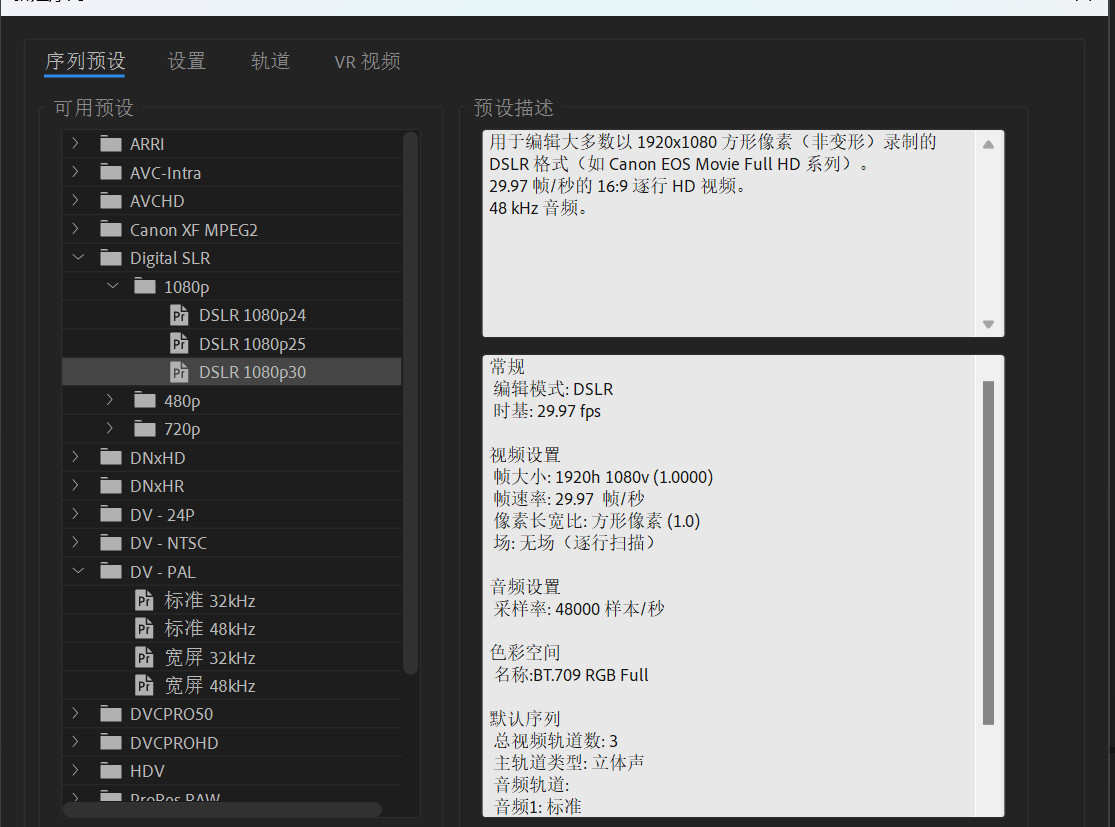 序列预设
设置
轨道
VR 视频
可用预设
ARRI
AVC-Intra
AVCHD
Canon XF MPEG2
Digital SLR
1080p
DSLR 1080p24
DSLR 1080p25
DSLR 1080p30
480p
720p
DNxHD
DNxHR
DV - 24P
DV - NTSC
DV - PAL
标准 32kHz
标准 48kHz
宽屏 32kHz
宽屏 48kHz
DVCPRO50
DVCPROHD
HDV
ProRes RAW
预设描述
用于编辑大多数以 1920x1080 方形像素（非变形）录制的
DSLR 格式（如 Canon EOS Movie Full HD 系列）。
29.97 帧/秒的 16:9 逐行 HD 视频。
48 kHz 音频。
常规
编辑模式: DSLR
时基: 29.97 fps
视频设置
帧大小: 1920h 1080v (1.0000)
帧速率: 29.97 帧/秒
像素长宽比: 方形像素 (1.0)
场: 无场（逐行扫描）
音频设置
采样率: 48000 样本/秒
色彩空间
名称:BT.709 RGB Full
默认序列
总视频轨道数: 3
主轨道类型: 立体声
音频轨道:
音频1: 标准